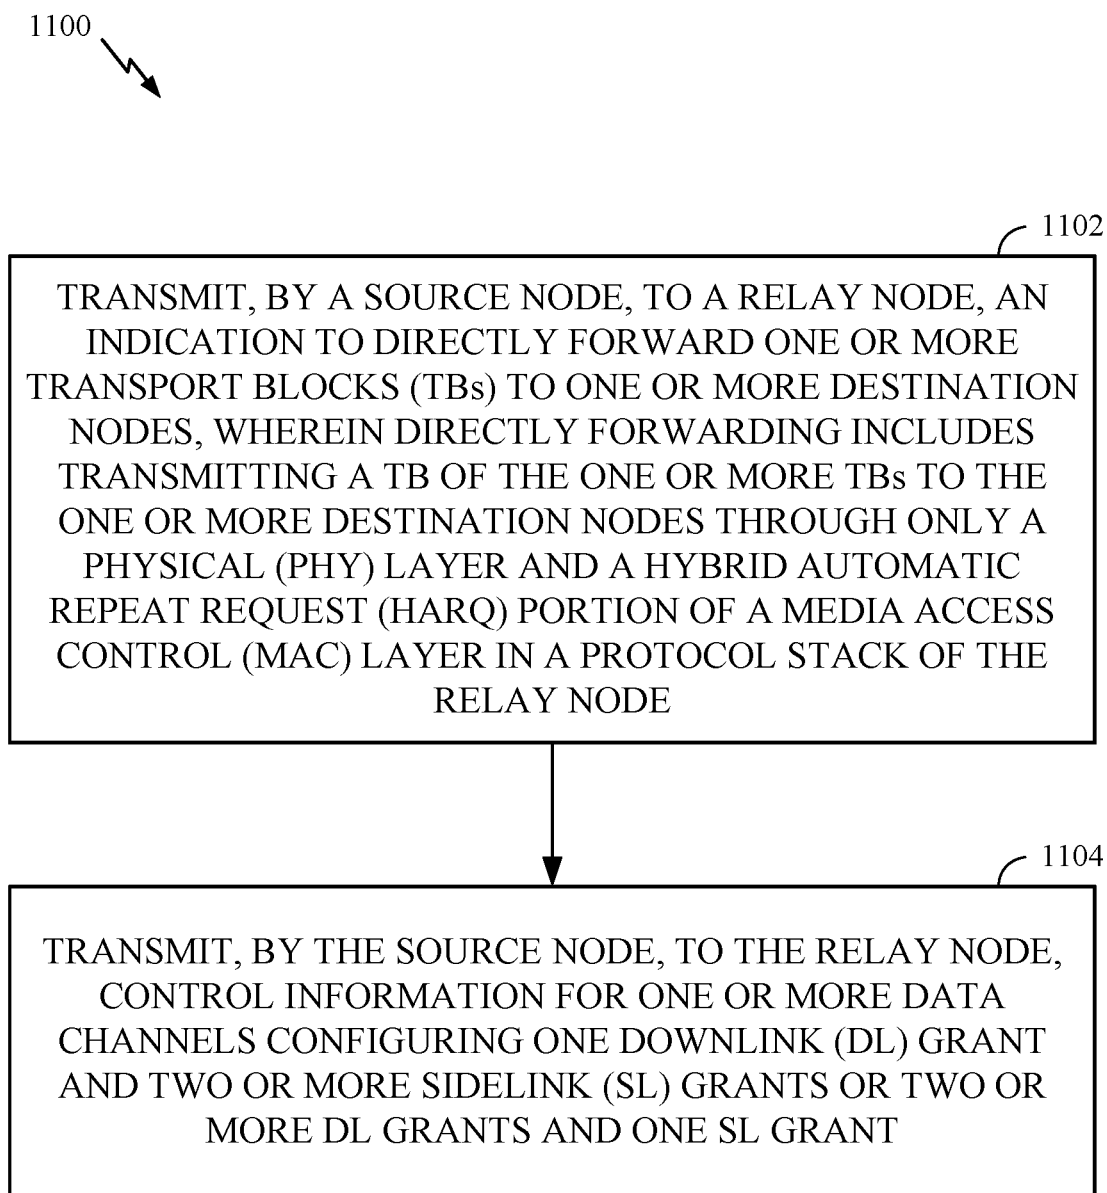 1100
1102
TRANSMIT, BY A SOURCE NODE, TO A RELAY NODE, AN
INDICATION TO DIRECTLY FORWARD ONE OR MORE
TRANSPORT BLOCKS (TBs) TO ONE OR MORE DESTINATION
NODES, WHEREIN DIRECTLY FORWARDING INCLUDES
TRANSMITTING A TB OF THE ONE OR MORE TBs TO THE
ONE OR MORE DESTINATION NODES THROUGH ONLY A
PHYSICAL (PHY) LAYER AND A HYBRID AUTOMATIC
REPEAT REQUEST (HARQ) PORTION OF A MEDIA ACCESS
CONTROL (MAC) LAYER IN A PROTOCOL STACK OF THE
RELAY NODE
1104
TRANSMIT, BY THE SOURCE NODE, TO THE RELAY NODE,
CONTROL INFORMATION FOR ONE OR MORE DATA
CHANNELS CONFIGURING ONE DOWNLINK (DL) GRANT
AND TWO OR MORE SIDELINK (SL) GRANTS OR TWO OR
MORE DL GRANTS AND ONE SL GRANT